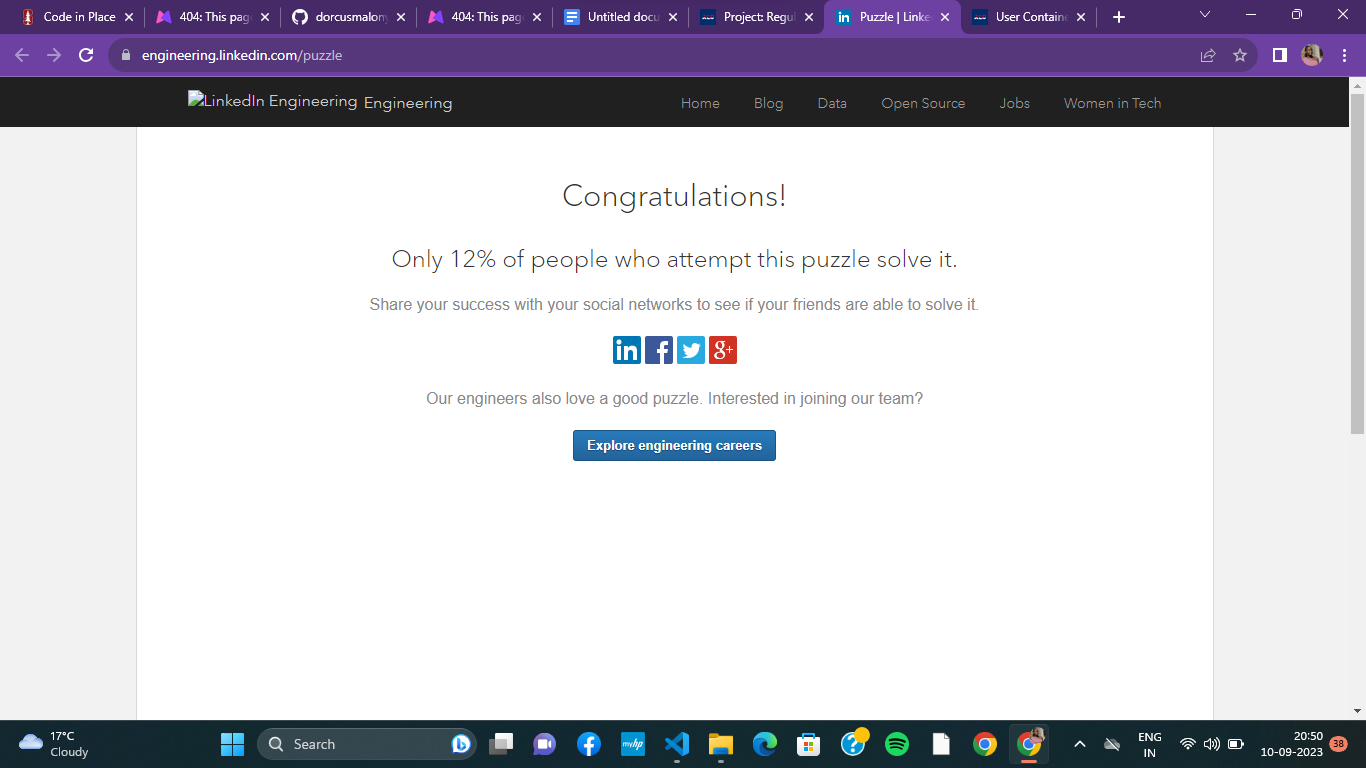 Code in Place
404: This pag
dorcusmalon
404: This pag
Untitled docu
Project: Regu
Puzzle | Linke
User Containe
engineering.linkedin.com/puzzle
LinkedIn Engineering Engineering Home Blog Data Open Source Jobs Women in Tech
Congratulations!
Only 12% of people who attempt this puzzle solve it.
Share your success with your social networks to see if your friends are able to solve it.
in f g+
Our engineers also love a good puzzle. Interested in joining our team?
Explore engineering careers
17°C
Cloudy
Search
myhp
ENG
IN
20:50
10-09-2023
38